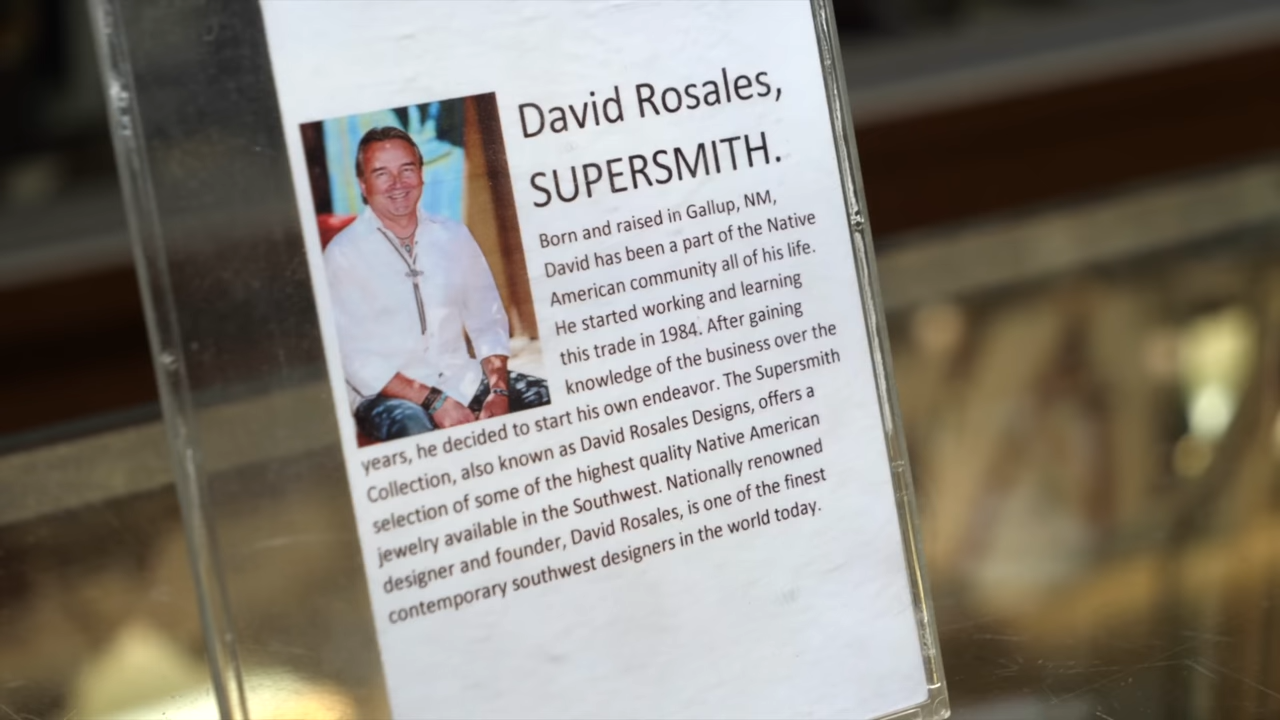 David Rosales,
SUPERSMITH.
Born and raised in Gallup, NM,
David has been a part of the Native
American community all of his life.
He started working and learning
this trade in 1984. After gaining
knowledge of the business over the
years, he decided to start his own endeavor. The Supersmith
Collection, also known as David Rosales Designs, offers a
selection of some of the highest quality Native American
jewelry available in the Southwest. Nationally renowned
designer and founder, David Rosales, is one of the finest
contemporary southwest designers in the world today.